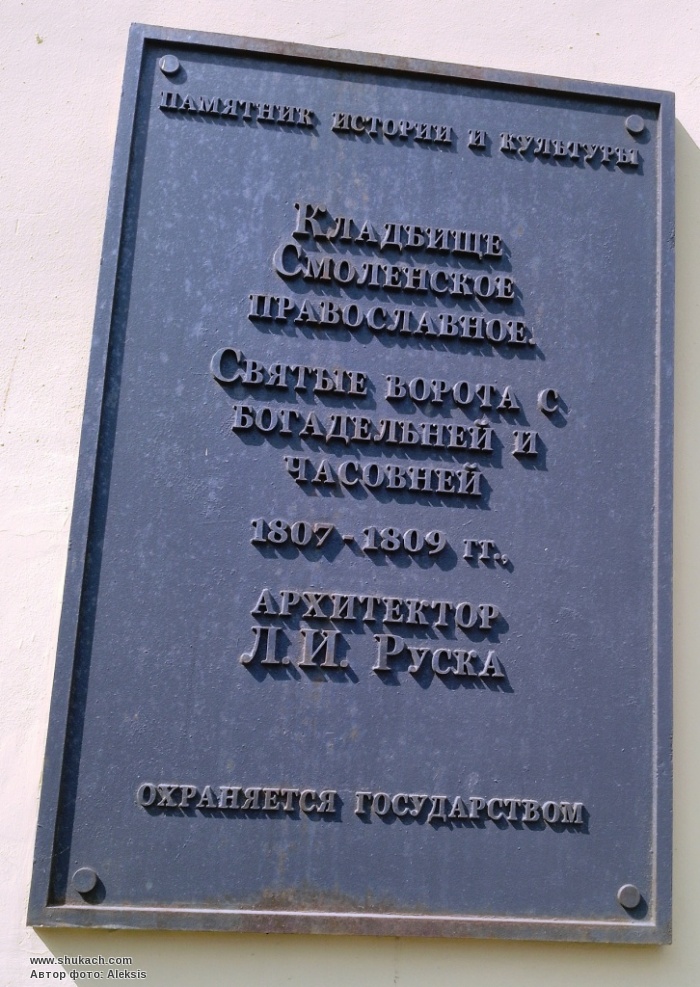 ПАМЯТНИК ИСТОРИИ И КУЛЬТУРЫ
КЛАДБИЩЕ
СМОЛЕНСКОЕ
ПРАВОСЛАВНОЕ.
СВЯТЫЕ ВОРОТА С
БОГАДЕЛЬНЕЙ И
ЧАСОВНЕЙ
1807-1809 гг.,
АРХИТЕКТОР
Л.И. РУСКА
ОХРАНЯЕТСЯ ГОСУДАРСТВОМ
www.shukach.com
Автор фото: Aleksis